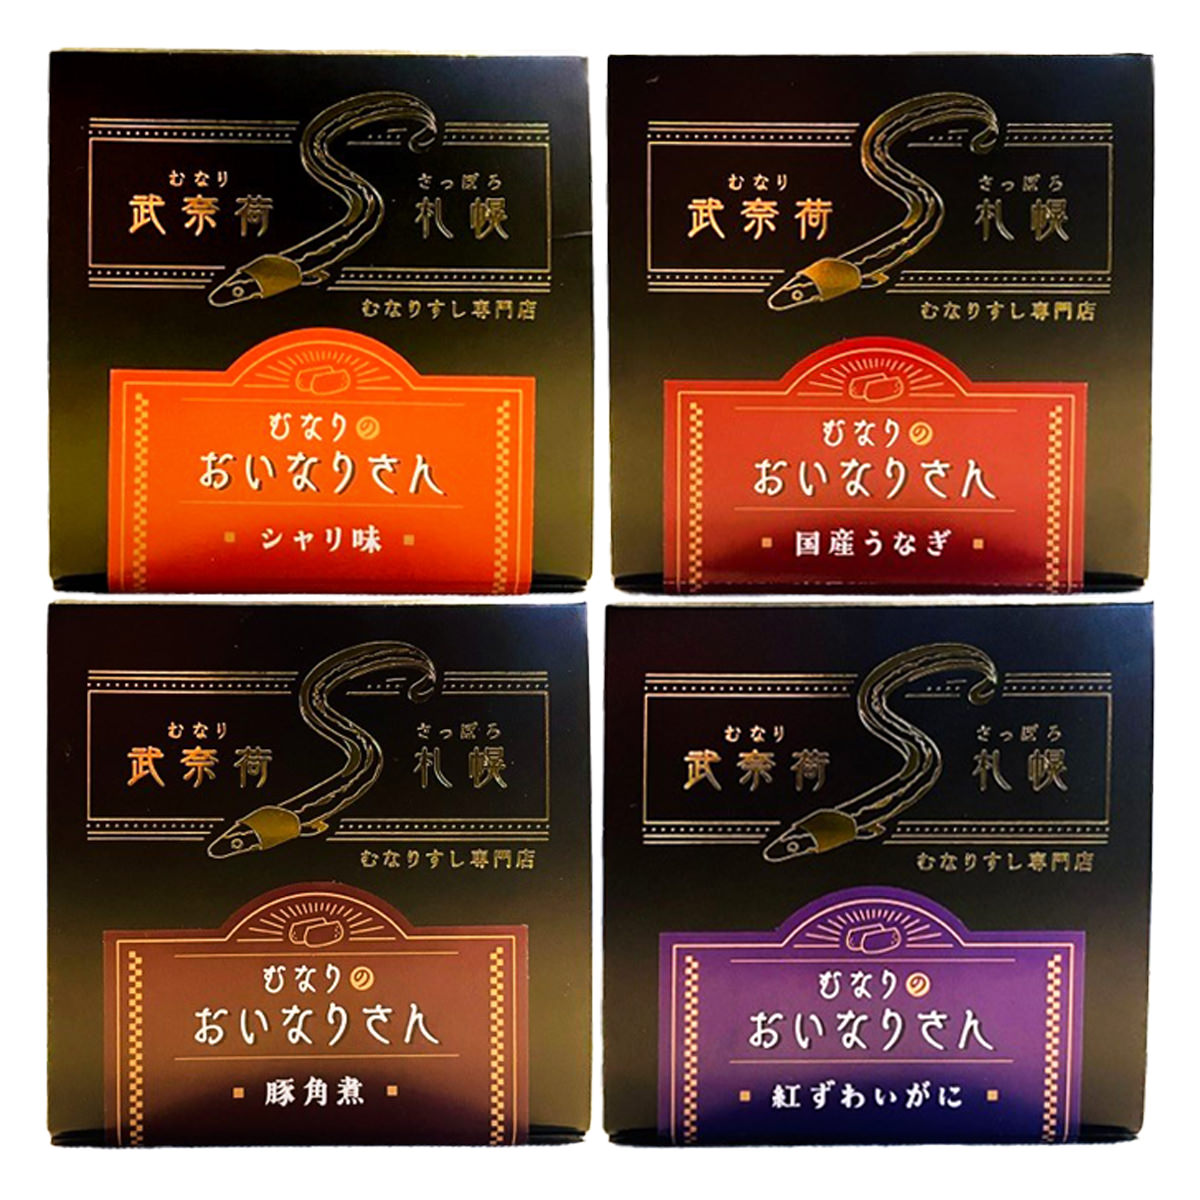 むなり
武奈荷
さっぽろ
札幌
むなりすし専門店
むなりの
おいなりさん
シャリ味
むなり
武奈荷
さっぽろ
札幌
むなりすし専門店
むなりの
おいなりさん
国産うなぎ
むなり
武奈荷
さっぽろ
札幌
むなりすし専門店
むなりの
おいなりさん
豚角煮
むなり
武奈荷
さっぽろ
札幌
むなりすし専門店
むなりの
おいなりさん
紅ずわいがに